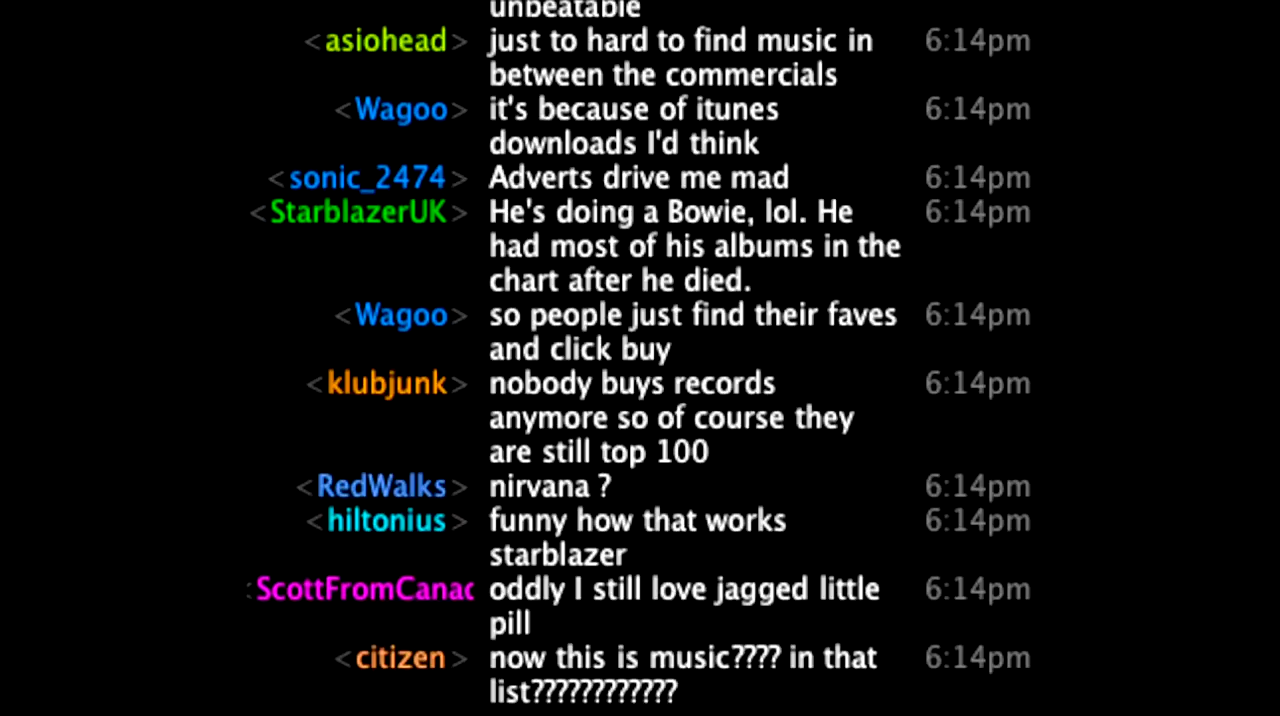 unbeatable
<asiohead> just to hard to find music in 6:14pm
between the commercials
<Wagoo> it's because of itunes 6:14pm
downloads I'd think
<sonic_2474> Adverts drive me mad 6:14pm
<StarblazerUK> He's doing a Bowie, lol. He 6:14pm
had most of his albums in the
chart after he died.
<Wagoo> so people just find their faves 6:14pm
and click buy
<klubjunk> nobody buys records 6:14pm
anymore so of course they
are still top 100
<RedWalks> nirvana ? 6:14pm
<hiltonius> funny how that works 6:14pm
starblazer
ScottFromCanac oddly I still love jagged little 6:14pm
pill
<citizen> now this is music???? in that 6:14pm
list????????????